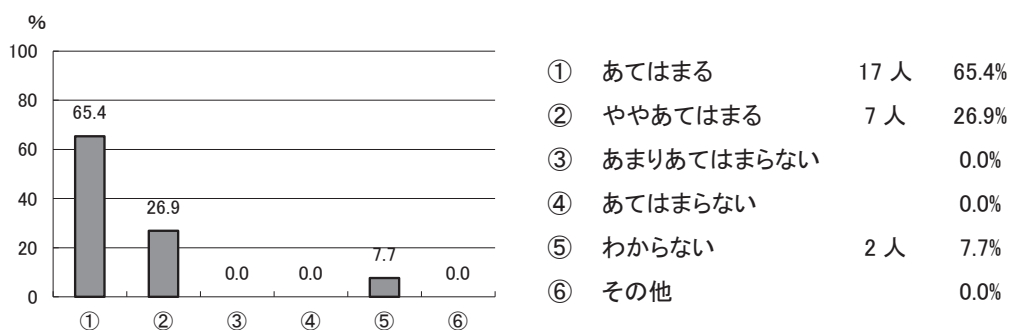 %
100
80
60
40
20
0
65.4
26.9
0.0
0.0
7.7
0.0
① ② ③ ④ ⑤ ⑥
① あてはまる 17 人 65.4%
② ややあてはまる 7 人 26.9%
③ あまりあてはまらない 0.0%
④ あてはまらない 0.0%
⑤ わからない 2 人 7.7%
⑥ その他 0.0%